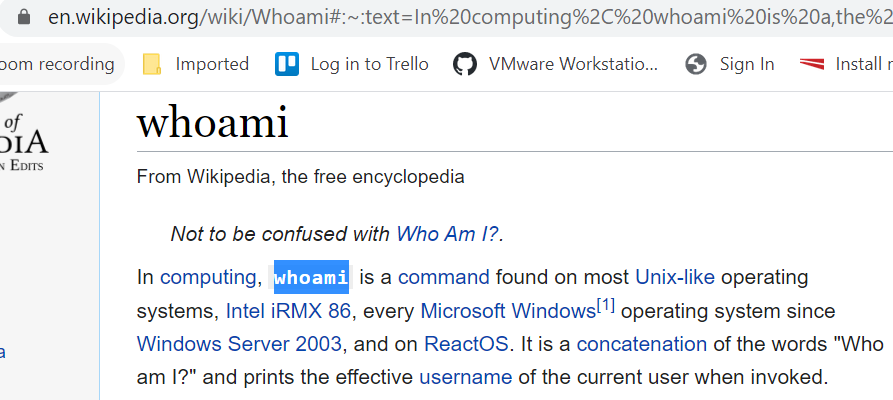 en.wikipedia.org/wiki/Whoami#:~:text=In%20computing%2C%20whoami%20is%20a,the%2
oom recording Imported Log in to Trello VMware Workstatio... Sign In Install
of
DIA
N EDITS
whoami
From Wikipedia, the free encyclopedia
Not to be confused with Who Am I?.
In computing, whoami is a command found on most Unix-like operating
systems, Intel iRMX 86, every Microsoft Windows[1] operating system since
Windows Server 2003, and on ReactOS. It is a concatenation of the words "Who
a
am I?" and prints the effective username of the current user when invoked.